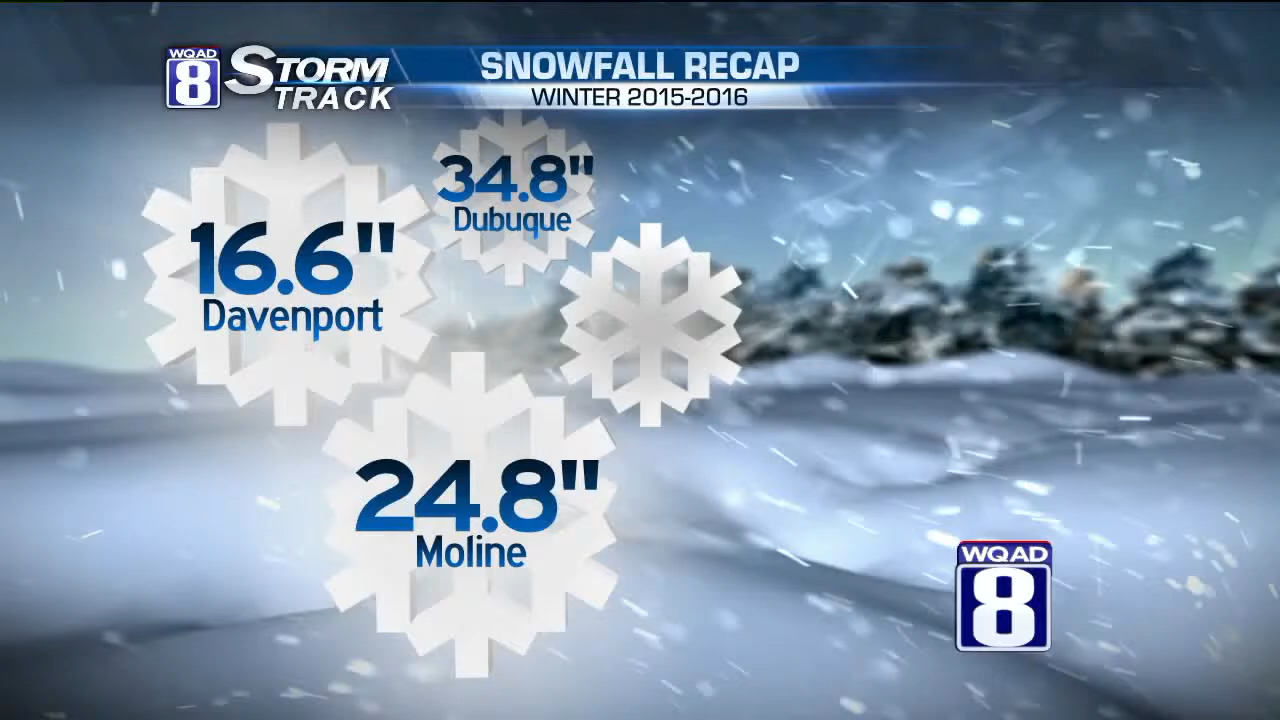 WQAD
8
STORM
TRACK
SNOWFALL RECAP
WINTER 2015-2016
34.8"
Dubuque
16.6"
Davenport
24.8"
Moline
WQAD
8